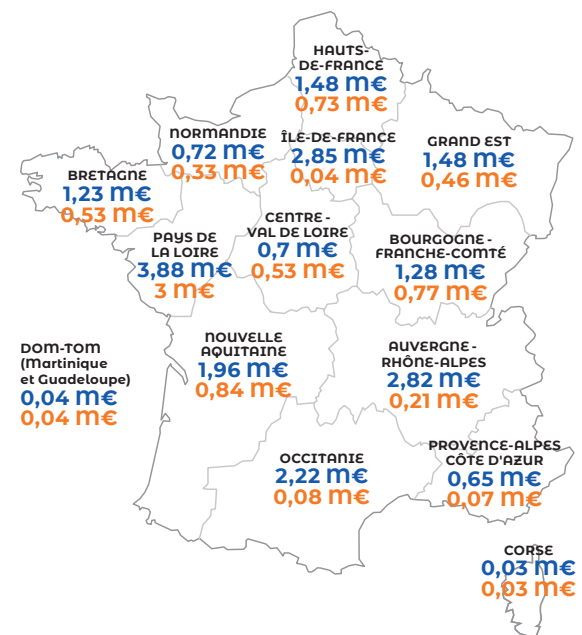 HAUTS-
DE-FRANCE
1,48 m€
0,73 m€
NORMANDIE
0,72 m€
0,33 m€
ÎLE-DE-FRANCE
2,85 m€
0,04 m€
GRAND EST
1,48 m€
0,46 m€
BRETAGNE
1,23 m€
0,53 m€
PAYS DE
LA LOIRE
3,88 m€
3 m€
CENTRE -
VAL DE LOIRE
0,7 m€
0,53 m€
BOURGOGNE -
FRANCHE-COMTÉ
1,28 m€
0,77 m€
DOM-TOM
(Martinique
et Guadeloupe)
0,04 m€
0,04 m€
NOUVELLE
AQUITAINE
1,96 m€
0,84 m€
AUVERGNE -
RHÔNE-ALPES
2,82 m€
0,21 m€
OCCITANIE
2,22 m€
0,08 m€
PROVENCE-ALPES
CÔTE D'AZUR
0,65 m€
0,07 m€
CORSE
0,03 m€
0,03 m€